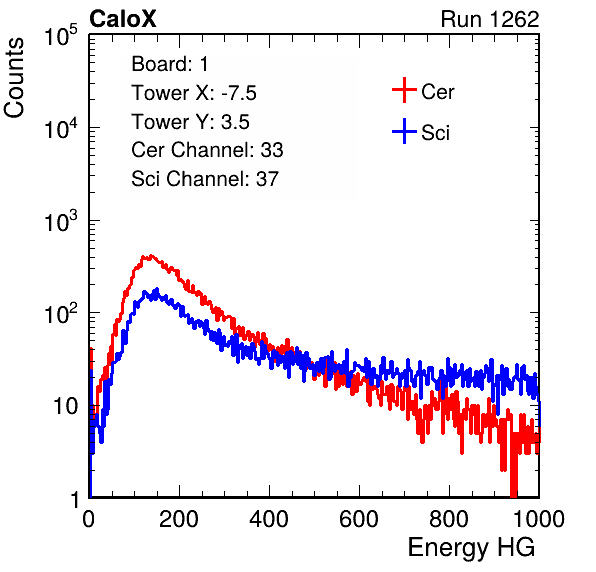 CaloX Run 1262
Counts
10^5
10^4
10^3
10^2
10
1
Board: 1
Tower X: -7.5
Tower Y: 3.5
Cer Channel: 33
Sci Channel: 37
Cer
Sci
0 200 400 600 800 1000
Energy HG